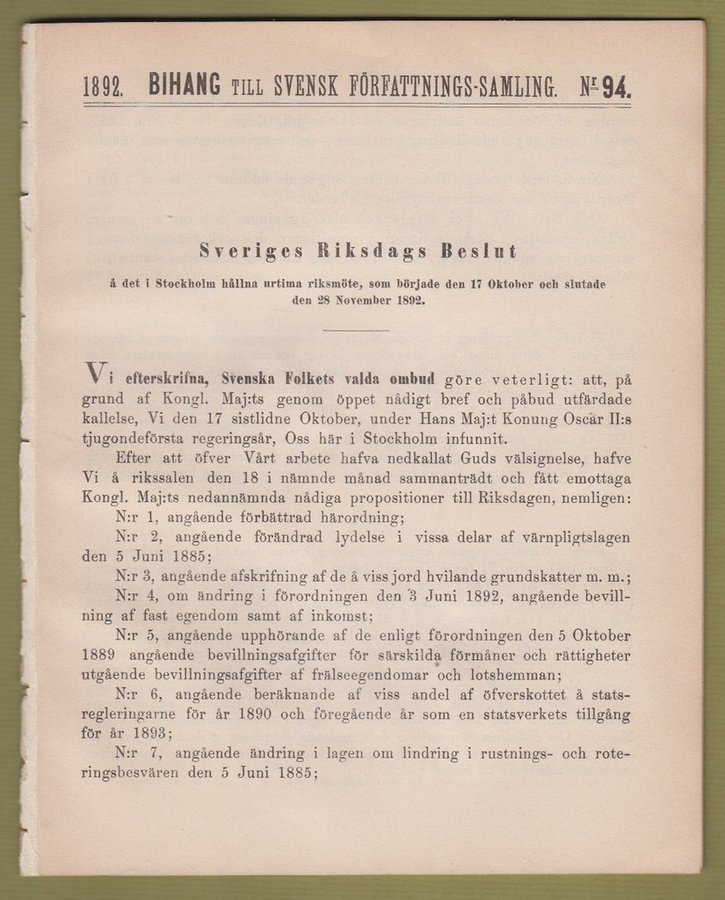 1892. BIHANG TILL SVENSK FÖRFATTNINGS-SAMLING. Nr 94.
Sveriges Riksdags Beslut
å det i Stockholm hållna urtima riksmöte, som började den 17 Oktober och slutade
den 28 November 1892.
Vi efterskrifna, Svenska Folkets valda ombud göre veterligt: att, på
grund af Kongl. Maj:ts genom öppet nådigt bref och påbud utfärdade
kallelse, Vi den 17 sistlidne Oktober, under Hans Maj:t Konung Oscar II:s
tjugondeförsta regeringsår, Oss här i Stockholm infunnit.
Efter att öfver Vårt arbete hafva nedkallat Guds välsignelse, hafve
Vi å rikssalen den 18 i nämnde månad sammanträdt och fått emottaga
Kongl. Maj:ts nedannämnda nådiga propositioner till Riksdagen, nemligen:
N:r 1, angående förbättrad härordning;
N:r 2, angående förändrad lydelse i vissa delar af värnpligtslagen
den 5 Juni 1885;
N:r 3, angående afskrifning af de å viss jord hvilande grundskatter m. m.;
N:r 4, om ändring i förordningen den 3 Juni 1892, angående bevill-
ning af fast egendom samt af inkomst;
N:r 5, angående upphörande af de enligt förordningen den 5 Oktober
1889 angående bevillningsafgifter för särskilda förmåner och rättigheter
utgående bevillningsafgifter af frälseegendomar och lotshemman;
N:r 6, angående beräknande af viss andel af öfverskottet å stats-
regleringarne för år 1890 och föregående år som en statsverkets tillgång
för år 1893;
N:r 7, angående ändring i lagen om lindring i rustnings- och rote-
ringsbesvären den 5 Juni 1885;